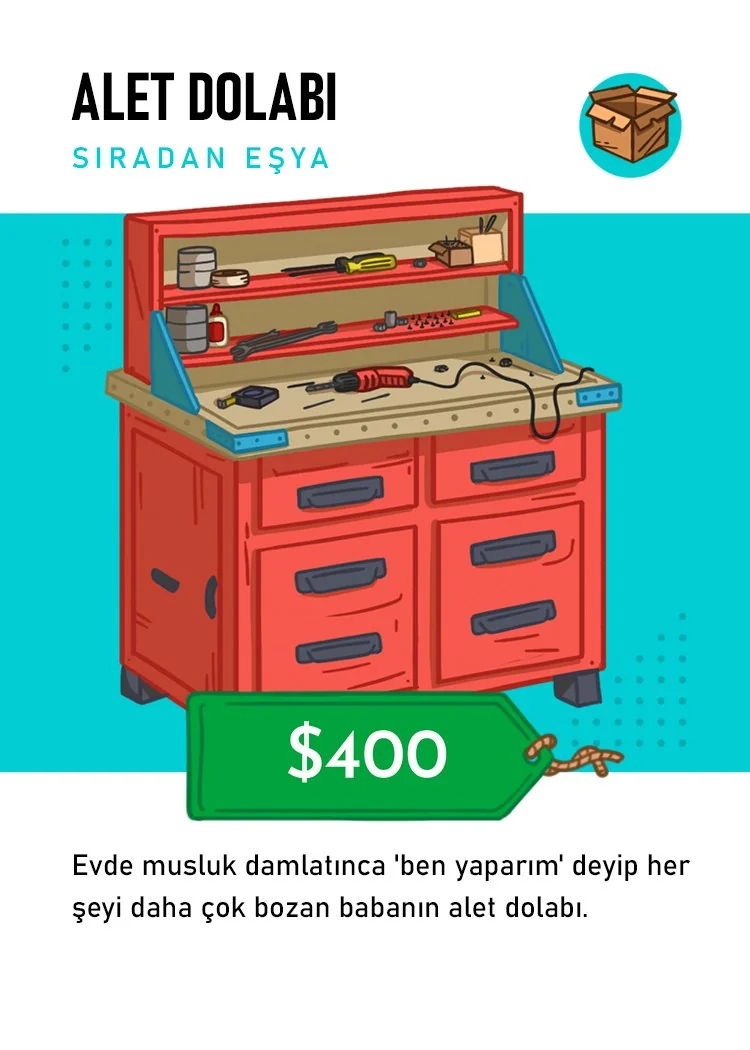 ALET DOLABI
SIRADAN EŞYA
$400
Evde musluk damlatınca 'ben yaparım' deyip her
şeyi daha çok bozan babanın alet dolabı.